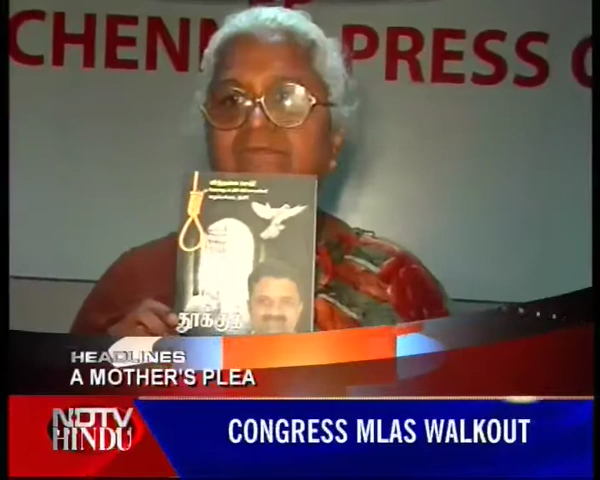 CHENN
PRESS
தூக்கு
HEADLINES
A MOTHER'S PLEA
NDTV
HINDU
CONGRESS MLAS WALKOUT